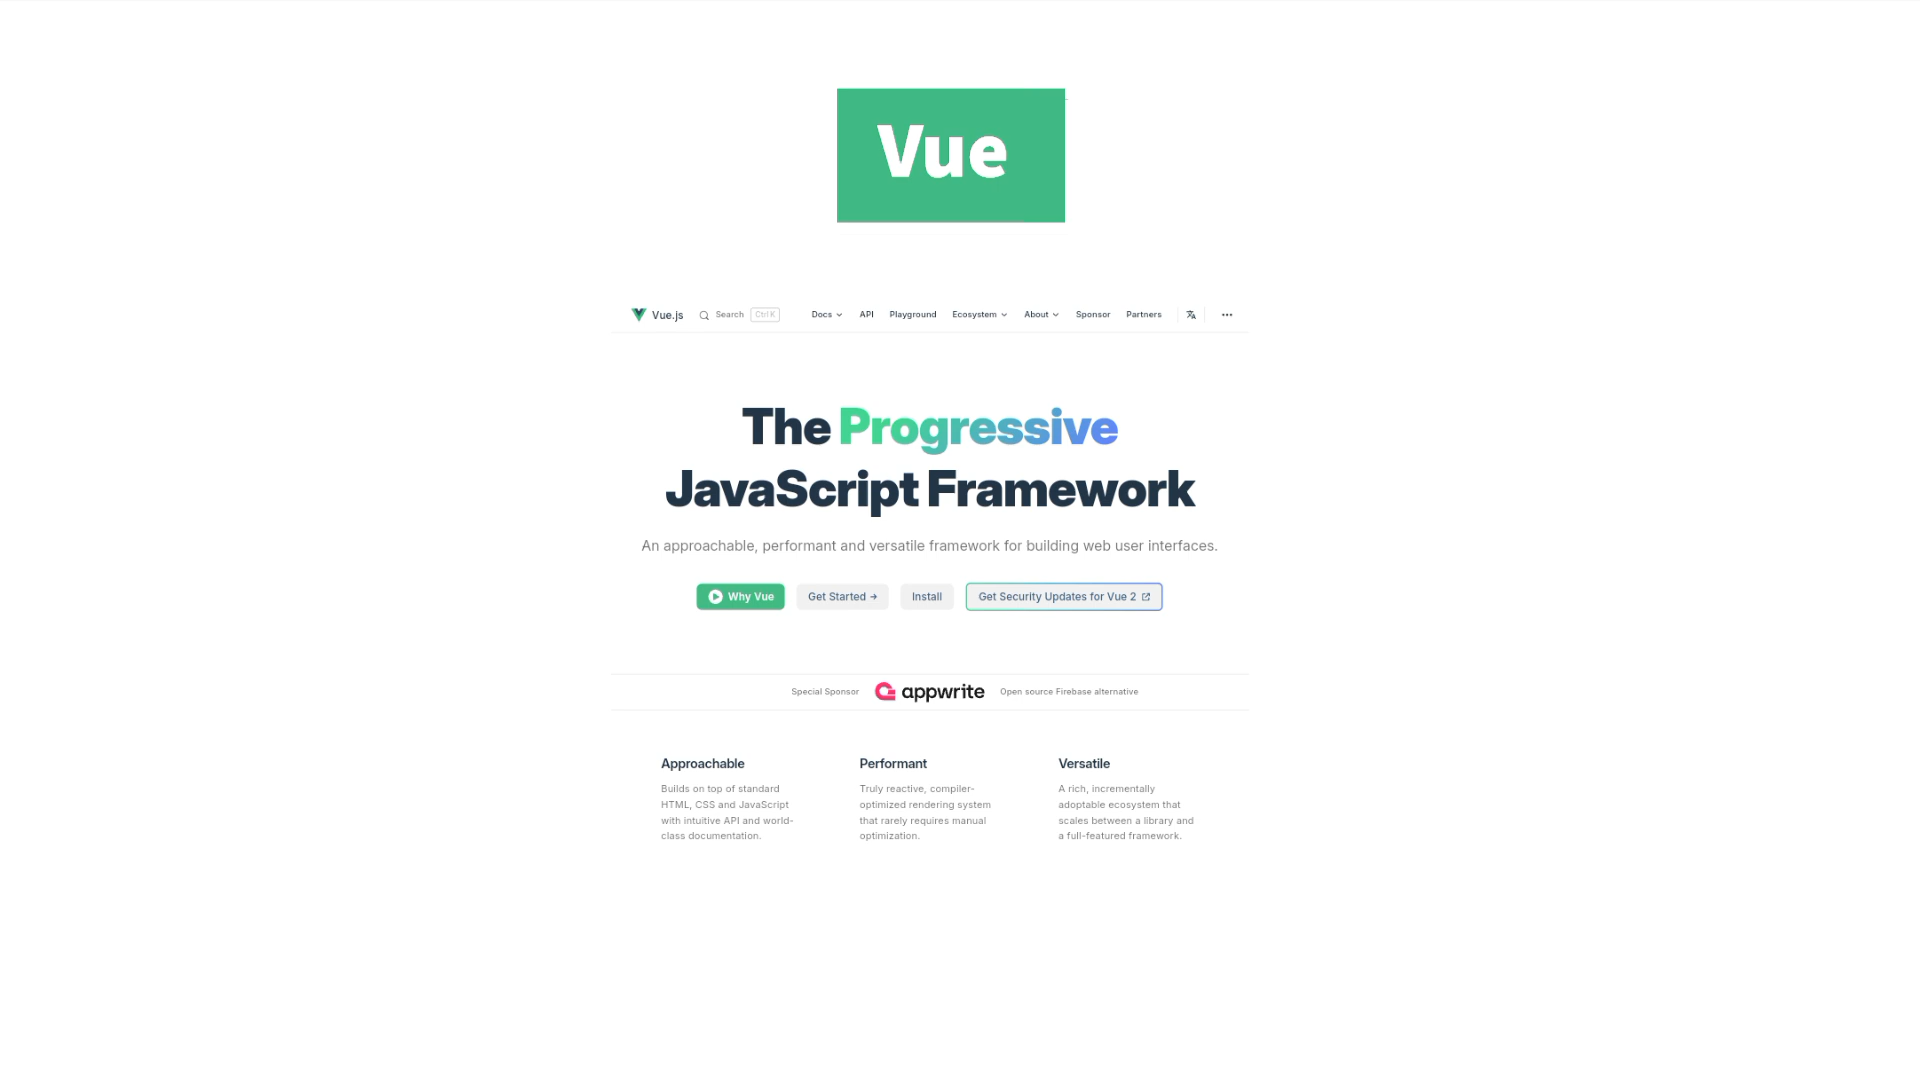 Vue
Vue.js Search Ctrl K Docs API Playground Ecosystem About Sponsor Partners
The Progressive
JavaScript Framework
An approachable, performant and versatile framework for building web user interfaces.
Why Vue Get Started → Install Get Security Updates for Vue 2
Special Sponsor appwrite Open source Firebase alternative
Approachable
Builds on top of standard
HTML, CSS and JavaScript
with intuitive API and world-
class documentation.
Performant
Truly reactive, compiler-
optimized rendering system
that rarely requires manual
optimization.
Versatile
A rich, incrementally
adoptable ecosystem that
scales between a library and
a full-featured framework.